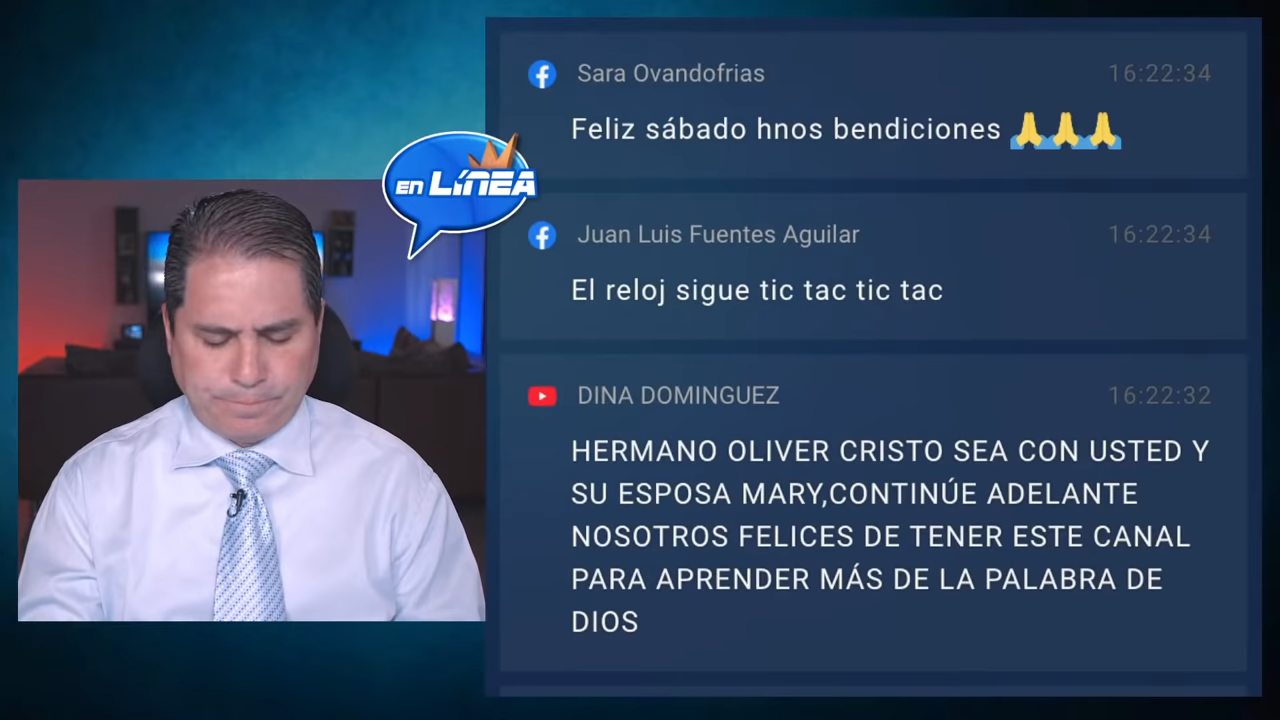 EN LÍNEA
Sara Ovandofrias 16:22:34
Feliz sábado hnos bendiciones 🙏🙏🙏
Juan Luis Fuentes Aguilar 16:22:34
El reloj sigue tic tac tic tac
DINA DOMINGUEZ 16:22:32
HERMANO OLIVER CRISTO SEA CON USTED Y
SU ESPOSA MARY,CONTINÚE ADELANTE
NOSOTROS FELICES DE TENER ESTE CANAL
PARA APRENDER MÁS DE LA PALABRA DE
DIOS